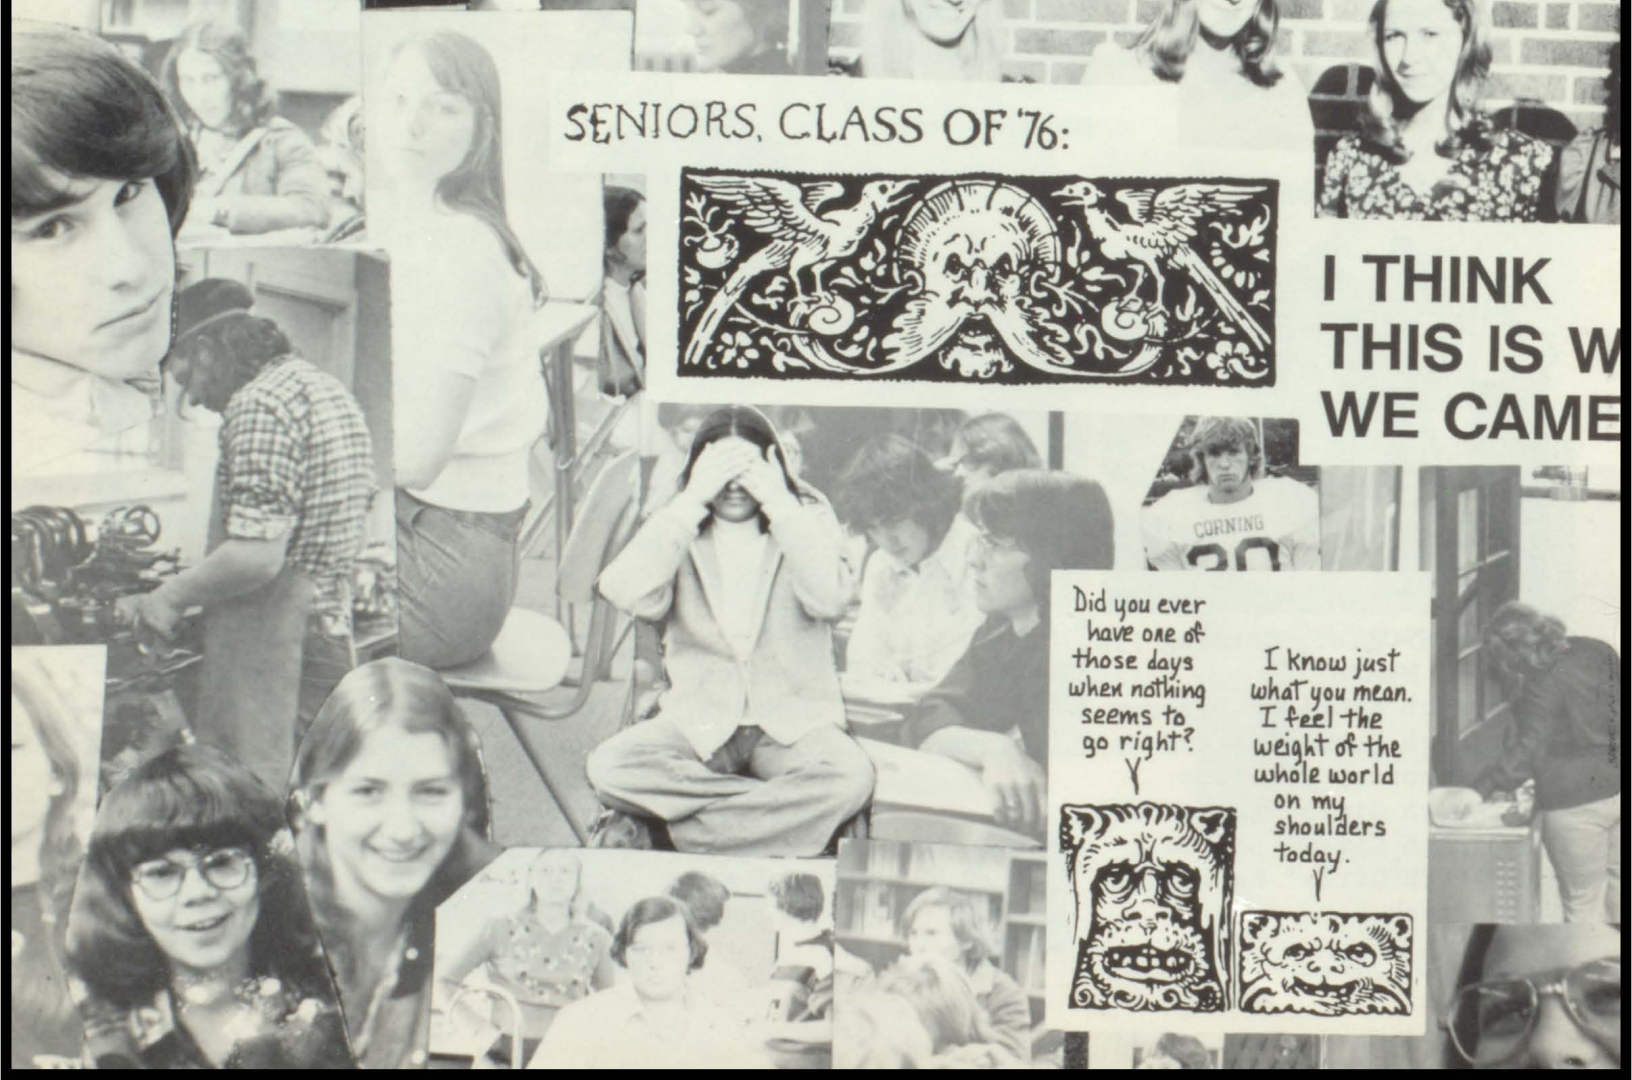 SENIORS, CLASS OF '76:
I THINK
THIS IS W
WE CAME
CORNING
30
Did you ever
have one of
those days
when nothing
seems to
go right?
I know just
what you mean.
I feel the
weight of the
whole world
on my
shoulders
today.